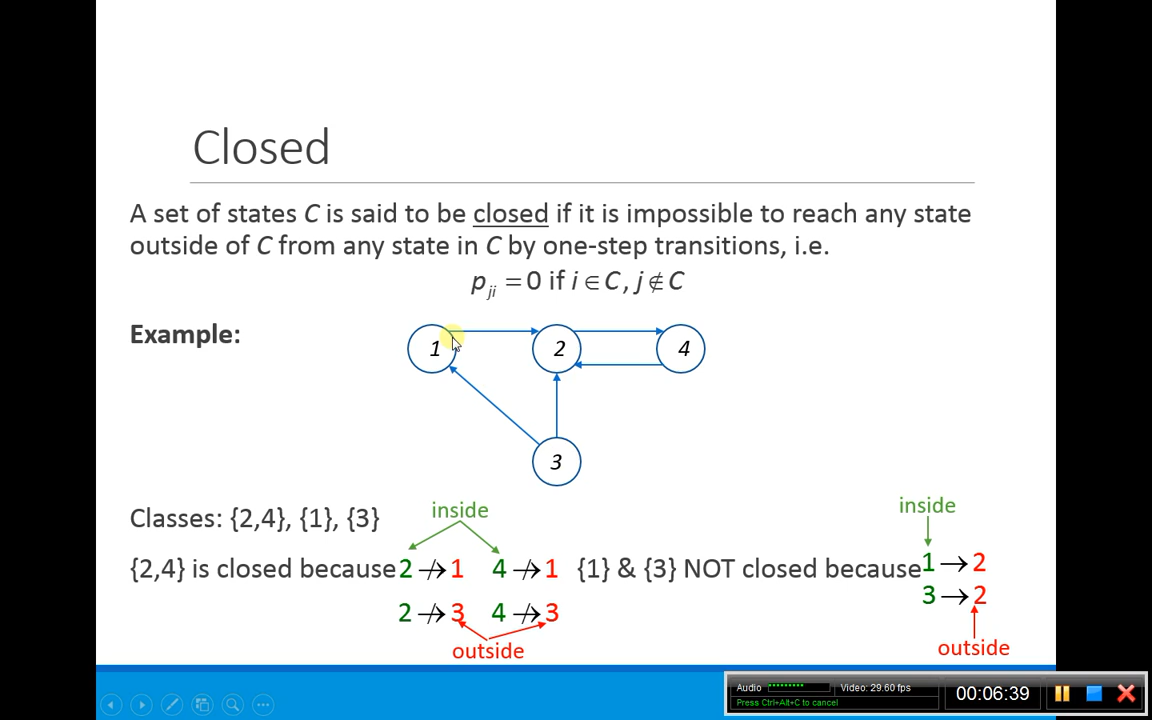 Closed
A set of states C is said to be closed if it is impossible to reach any state
outside of C from any state in C by one-step transitions, i.e.
p_ji = 0 if i ∈ C, j ∉ C
Example:
1 2 4
3
inside
inside
Classes: {2,4}, {1}, {3}
{2,4} is closed because 2 ↛ 1 4 ↛ 1 {1} & {3} NOT closed because 1 → 2
3 → 2
2 ↛ 3 4 ↛ 3
outside
outside
Audio Video: 29.60 fps
Press Ctrl+Alt+C to cancel
00:06:39